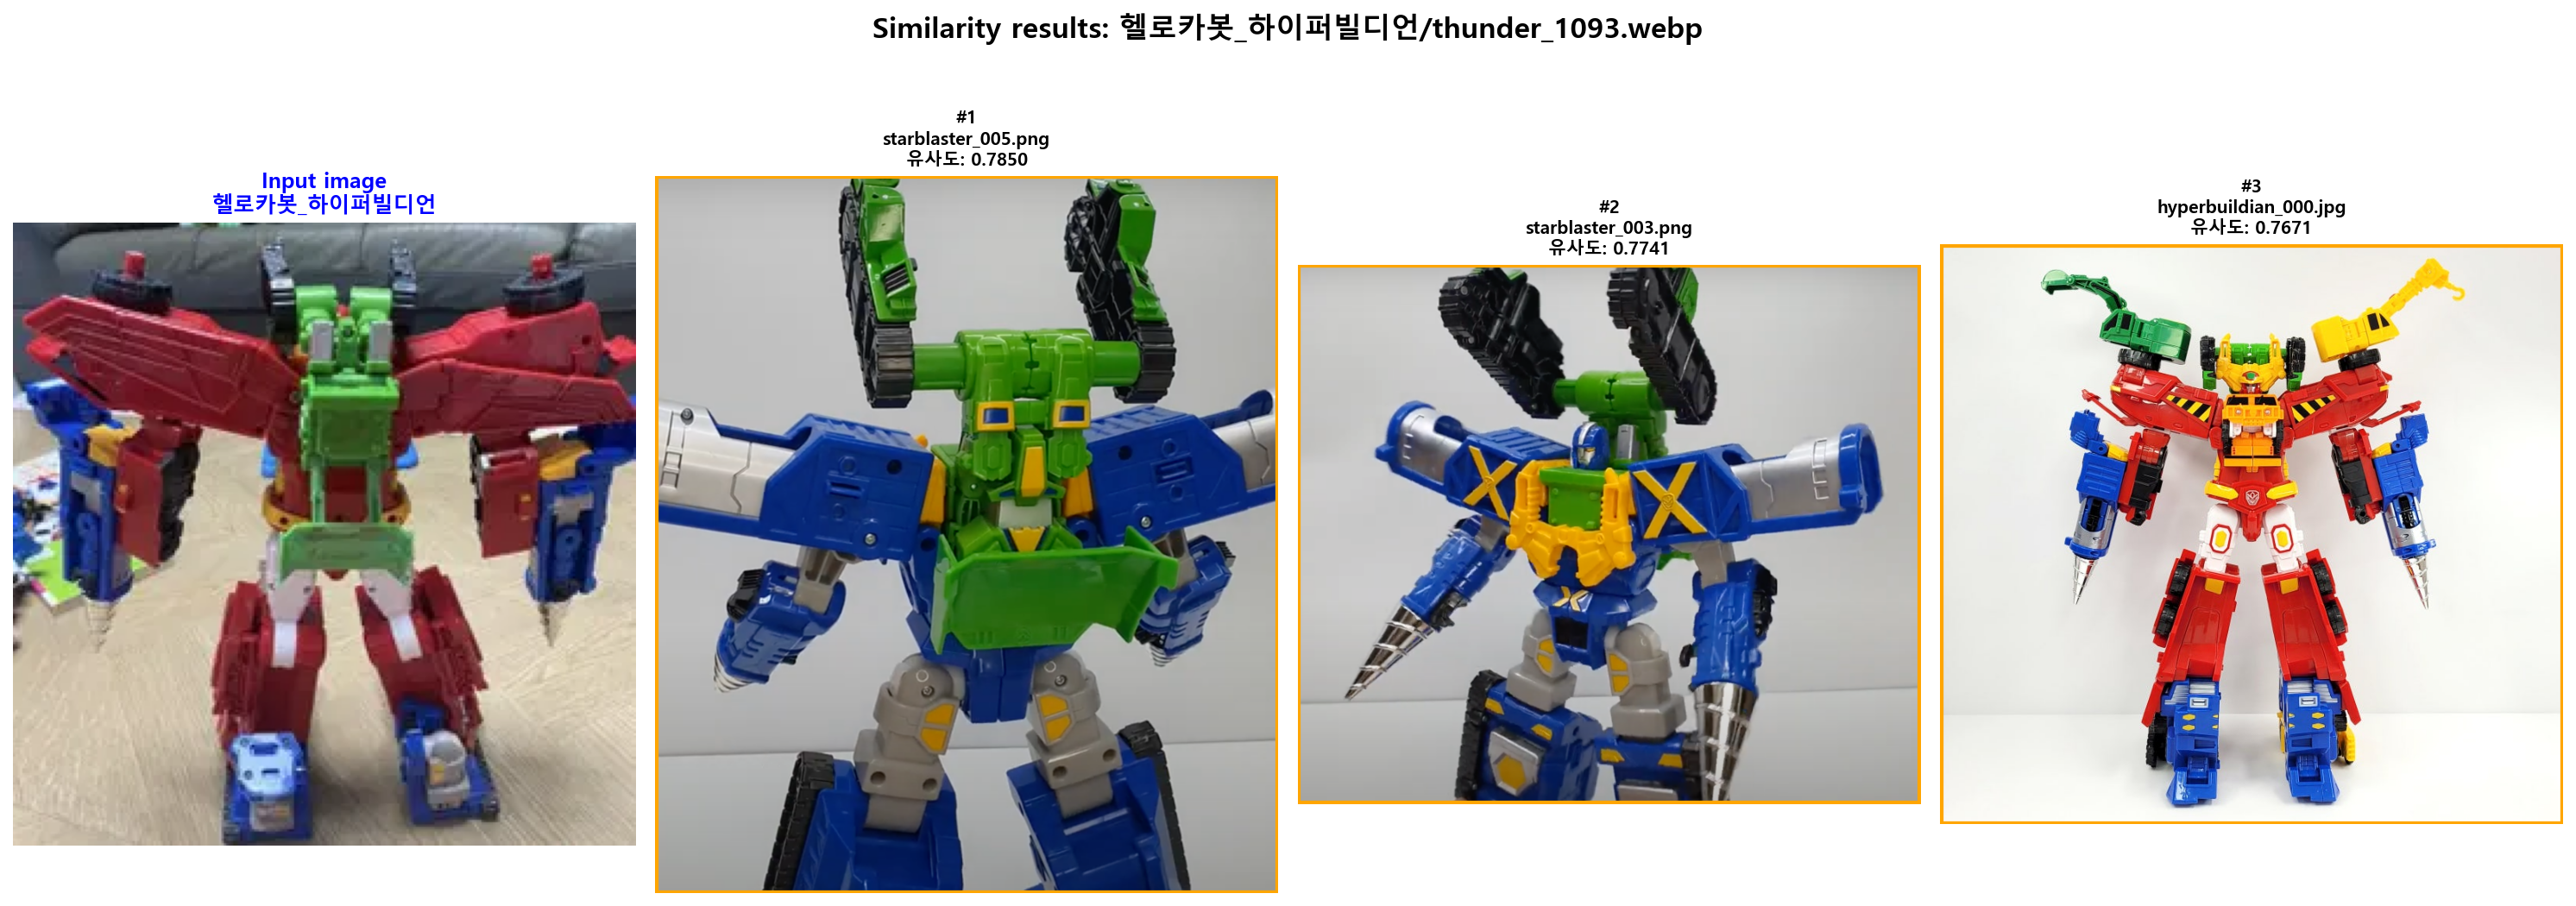 Similarity results: 헬로카봇_하이퍼빌디언/thunder_1093.webp
Input image
헬로카봇_하이퍼빌디언
#1
starblaster_005.png
유사도: 0.7850
#2
starblaster_003.png
유사도: 0.7741
#3
hyperbuildian_000.jpg
유사도: 0.7671